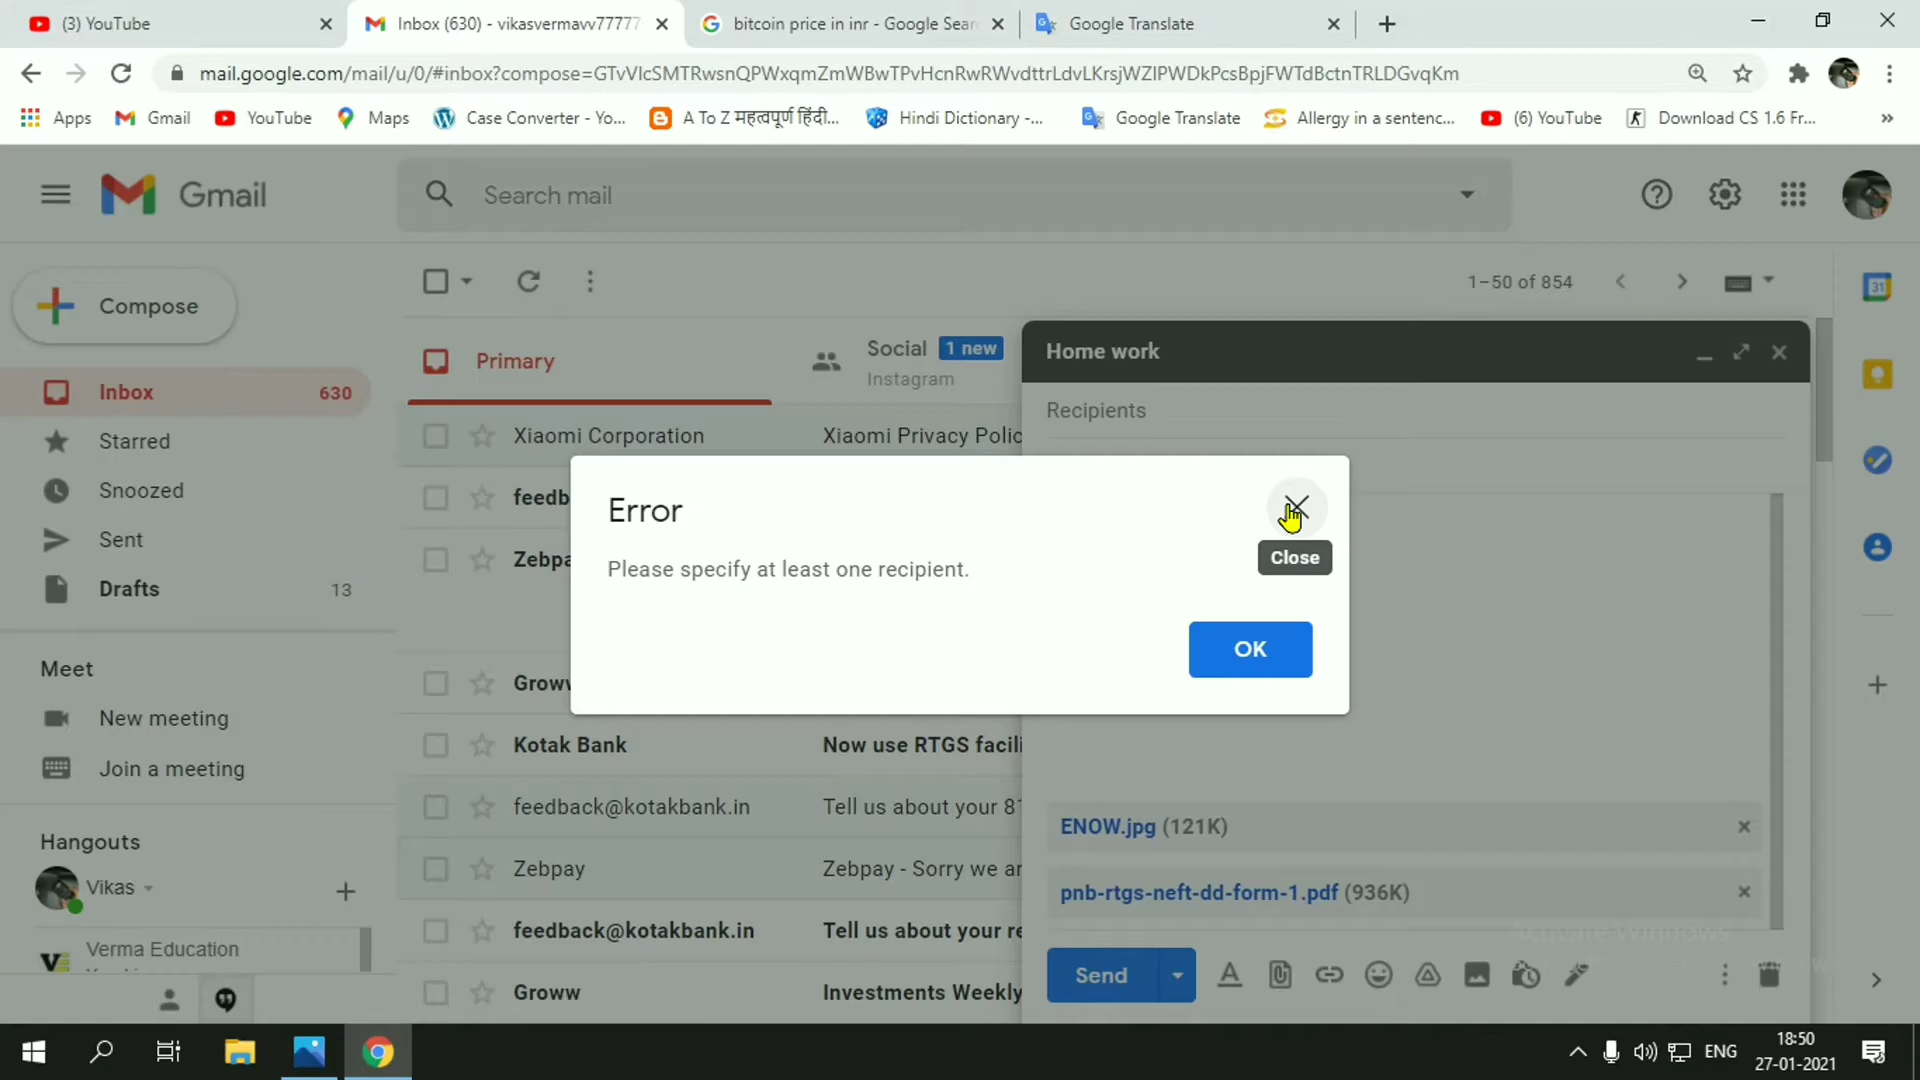 (3) YouTube
Inbox (630) - vikasvermavv77777
bitcoin price in inr - Google Sear
Google Translate
mail.google.com/mail/u/0/#inbox?compose=GTvVlcSMTRwsnQPWxqmZmWBwTPvHcnRwRWvdttrLdvLKrsjWZlPWDkPcsBpjFWTdBctnTRLDGvqKm
Apps
Gmail
YouTube
Maps
Case Converter - Yo...
A To Z महत्वपूर्ण हिंदी...
Hindi Dictionary -...
Google Translate
Allergy in a sentenc...
(6) YouTube
Download CS 1.6 Fr...
»
Gmail
Search mail
Compose
1–50 of 854
31
Primary
Social 1 new
Instagram
Home work
Inbox 630
Starred
Snoozed
Sent
Drafts 13
Recipients
Xiaomi Corporation Xiaomi Privacy Polic
feedb
Zebpa
Error
Please specify at least one recipient.
Close
OK
Groww
Kotak Bank Now use RTGS facili
feedback@kotakbank.in Tell us about your 81
Zebpay Zebpay - Sorry we ar
feedback@kotakbank.in Tell us about your re
Groww Investments Weekly
Meet
New meeting
Join a meeting
Hangouts
Vikas
Verma Education
ENOW.jpg (121K)
pnb-rtgs-neft-dd-form-1.pdf (936K)
Activate Windows
Send
ENG
18:50
27-01-2021